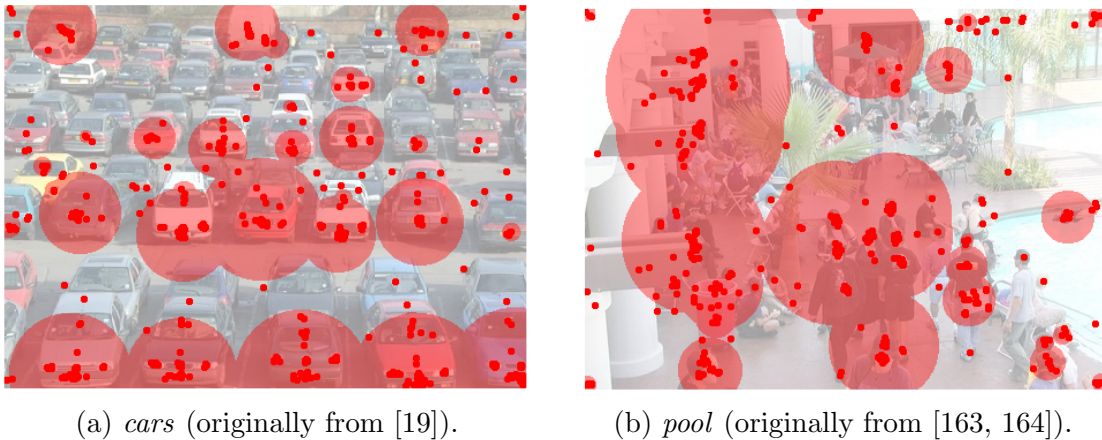 (a) cars (originally from [19]).
(b) pool (originally from [163, 164]).